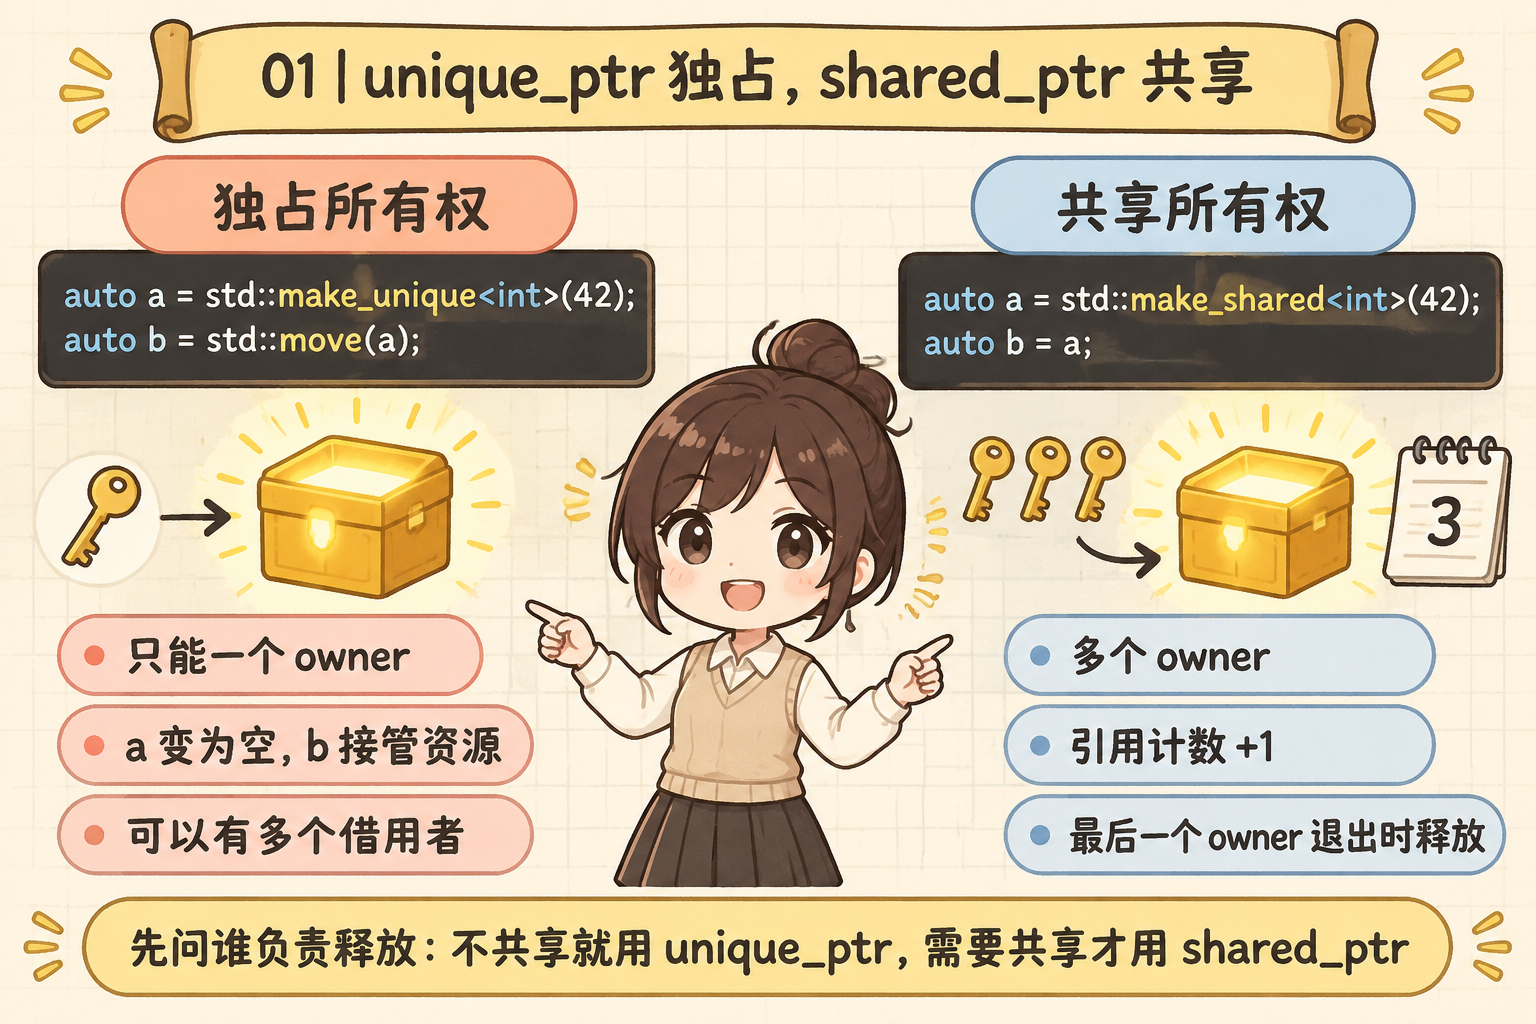 01 | unique_ptr 独占, shared_ptr 共享
独占所有权
auto a = std::make_unique<int>(42);
auto b = std::move(a);
只能一个 owner
a 变为空, b 接管资源
可以有多个借用者
共享所有权
auto a = std::make_shared<int>(42);
auto b = a;
3
多个 owner
引用计数 +1
最后一个 owner 退出时释放
先问谁负责释放: 不共享就用 unique_ptr, 需要共享才用 shared_ptr